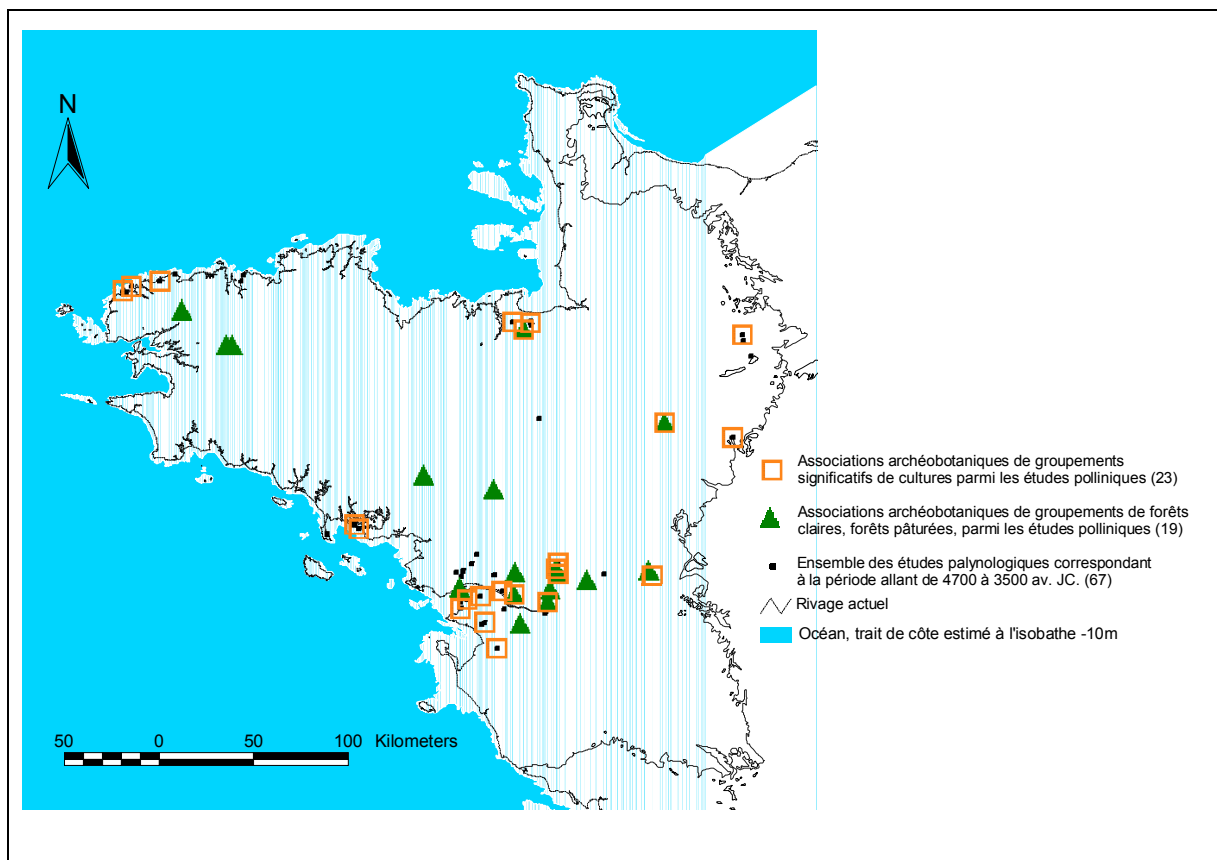 N
Associations archéobotaniques de groupements
significatifs de cultures parmi les études polliniques (23)
Associations archéobotaniques de groupements de forêts
claires, forêts pâturées, parmi les études polliniques (19)
Ensemble des études palynologiques correspondant
à la période allant de 4700 à 3500 av. JC. (67)
Rivage actuel
Océan, trait de côte estimé à l'isobathe -10m
50 0 50 100 Kilometers